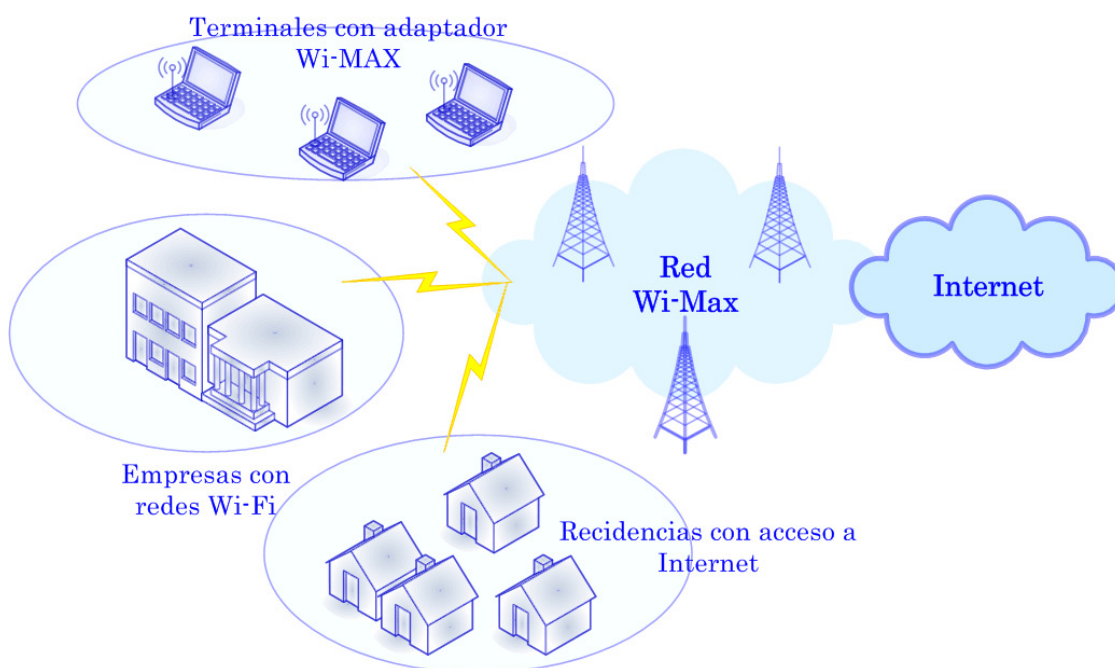 Terminales con adaptador
Wi-MAX
Red
Wi-Max
Internet
Empresas con
redes Wi-Fi
Recidencias con acceso a
Internet